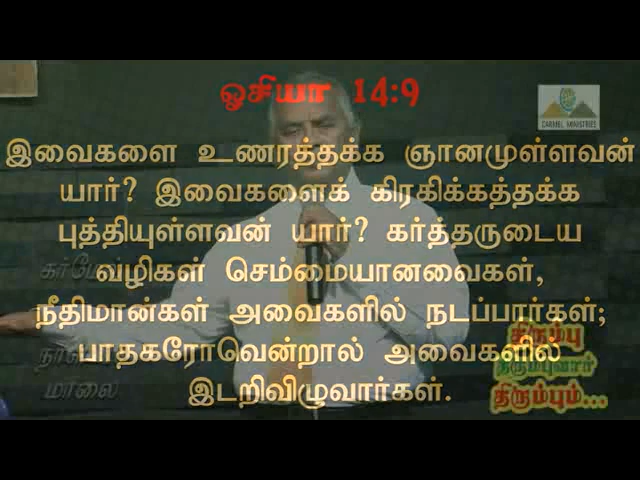 ஓசியா 14:9
CARMEL MINISTRIES
இவைகளை உணரத்தக்க ஞானமுள்ளவன்
யார்? இவைகளைக் கிரகிக்கத்தக்க
புத்தியுள்ளவன் யார்? கர்த்தருடைய
வழிகள் செம்மையானவைகள்,
நீதிமான்கள் அவைகளில் நடப்பார்கள்;
பாதகரோவென்றால் அவைகளில்
இடறிவிழுவார்கள்.
மாலை
திரும்பு
திரும்புவார்
திரும்பும்...